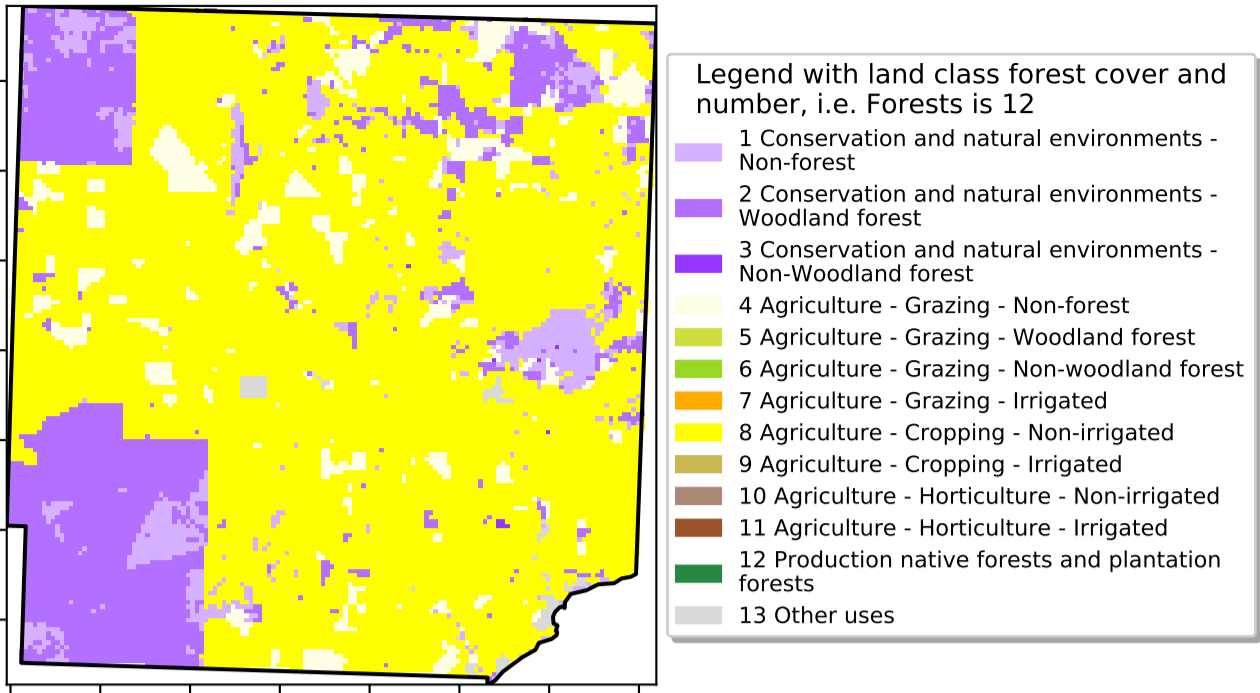 Legend with land class forest cover and
number, i.e. Forests is 12
1 Conservation and natural environments -
Non-forest
2 Conservation and natural environments -
Woodland forest
3 Conservation and natural environments -
Non-Woodland forest
4 Agriculture - Grazing - Non-forest
5 Agriculture - Grazing - Woodland forest
6 Agriculture - Grazing - Non-woodland forest
7 Agriculture - Grazing - Irrigated
8 Agriculture - Cropping - Non-irrigated
9 Agriculture - Cropping - Irrigated
10 Agriculture - Horticulture - Non-irrigated
11 Agriculture - Horticulture - Irrigated
12 Production native forests and plantation
forests
13 Other uses